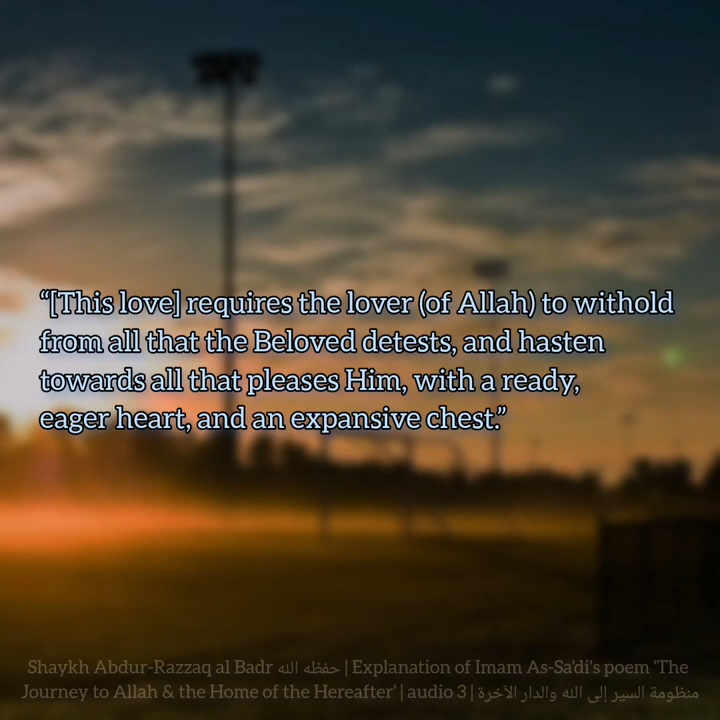 “[This love] requires the lover (of Allah) to withold
from all that the Beloved detests, and hasten
towards all that pleases Him, with a ready,
eager heart, and an expansive chest.”
Shaykh Abdur-Razzaq al Badr حفظه الله | Explanation of Imam As-Sa'di's poem 'The
Journey to Allah & the Home of the Hereafter' | audio 3 | منظومة السير إلى الله والدار الآخرة